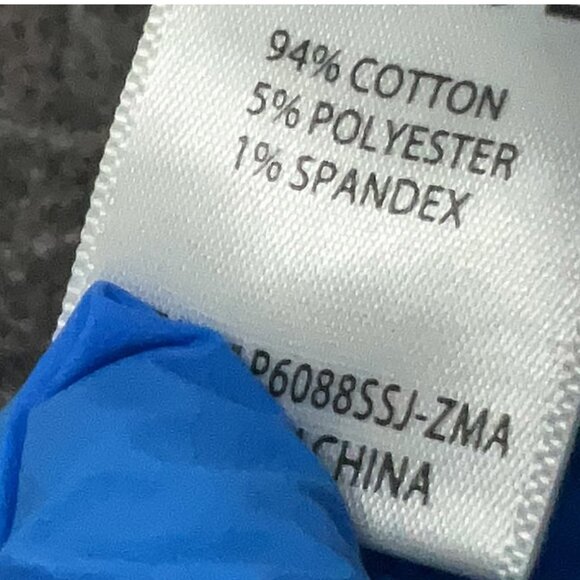 94% COTTON
5% POLYESTER
1% SPANDEX
P6088SSJ-ZMA
CHINA